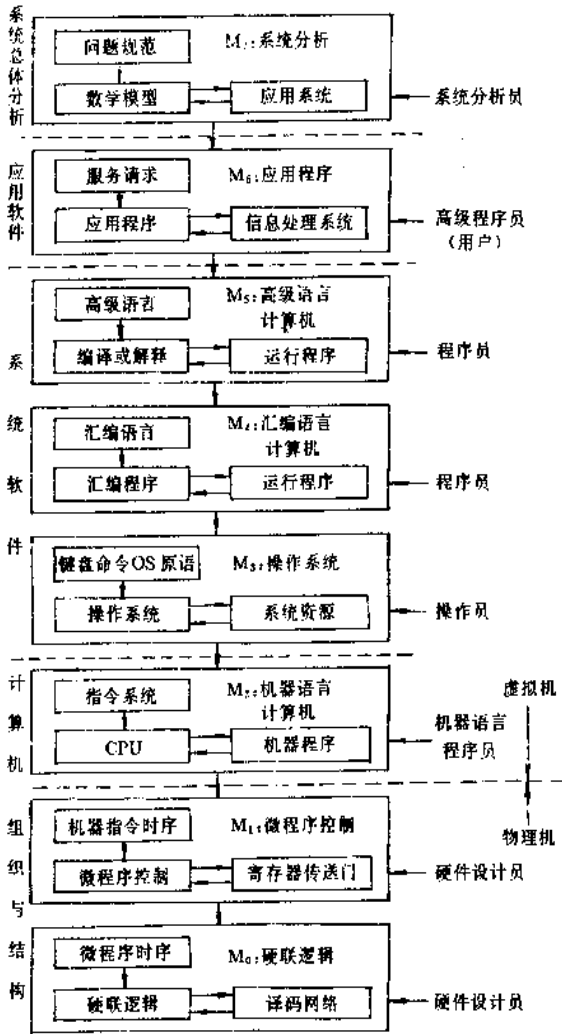 系统总体分析
问题规范
M₇:系统分析
数学模型
应用系统
系统分析员
应用软件
服务请求
M₆:应用程序
应用程序
信息处理系统
高级程序员
(用户)
系统软件
高级语言
M₅:高级语言
计算机
编译或解释
运行程序
程序员
汇编语言
M₄:汇编语言
计算机
汇编程序
运行程序
程序员
键盘命令OS原语
M₃:操作系统
操作系统
系统资源
操作员
计算机组织与结构
指令系统
M₂:机器语言
计算机
CPU
机器程序
机器语言
程序员
虚拟机
物理机
机器指令时序
M₁:微程序控制
微程序控制
寄存器传送门
硬件设计员
微程序时序
M₀:硬联逻辑
硬联逻辑
译码网络
硬件设计员